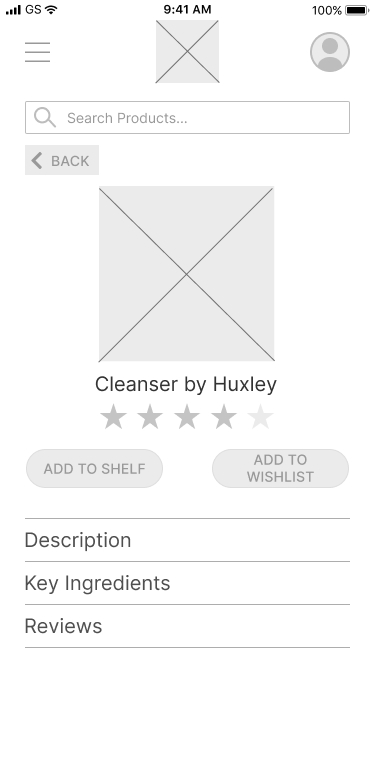 GS 9:41 AM 100%
Search Products...
BACK
Cleanser by Huxley
ADD TO SHELF
ADD TO
WISHLIST
Description
Key Ingredients
Reviews